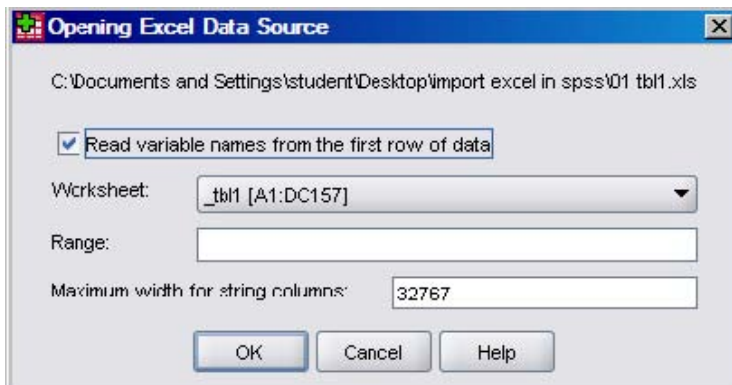 Opening Excel Data Source
C:\Documents and Settings\student\Desktop\import excel in spss\01 tbl1.xls
Read variable names from the first row of data
Worksheet: _tbl1 [A1:DC157]
Range:
Maximum width for string columns: 32767
OK Cancel Help